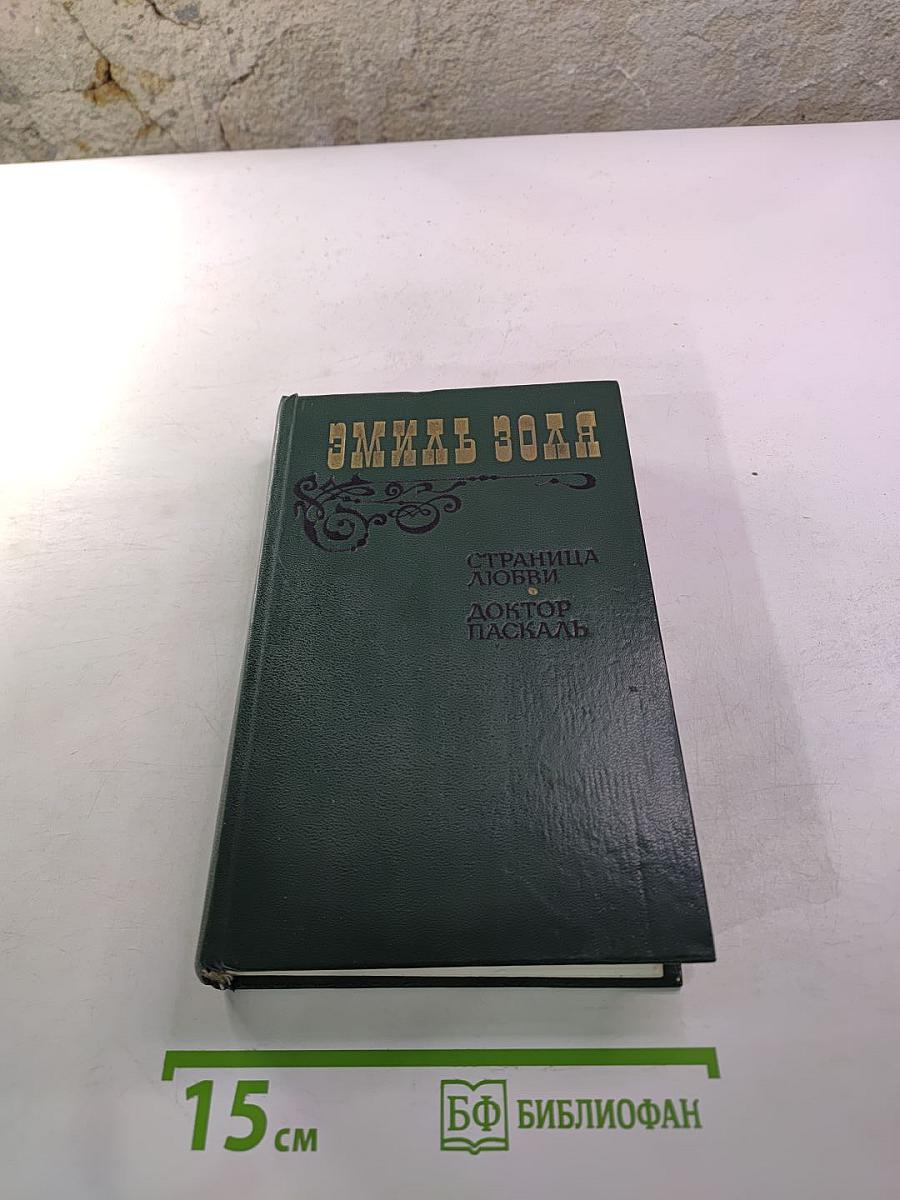 ЭМИЛЬ ЗОЛЯ
СТРАНИЦА
ЛЮБВИ
ДОКТОР
ПАСКАЛЬ
15 см
БФ БИБЛИОФАН